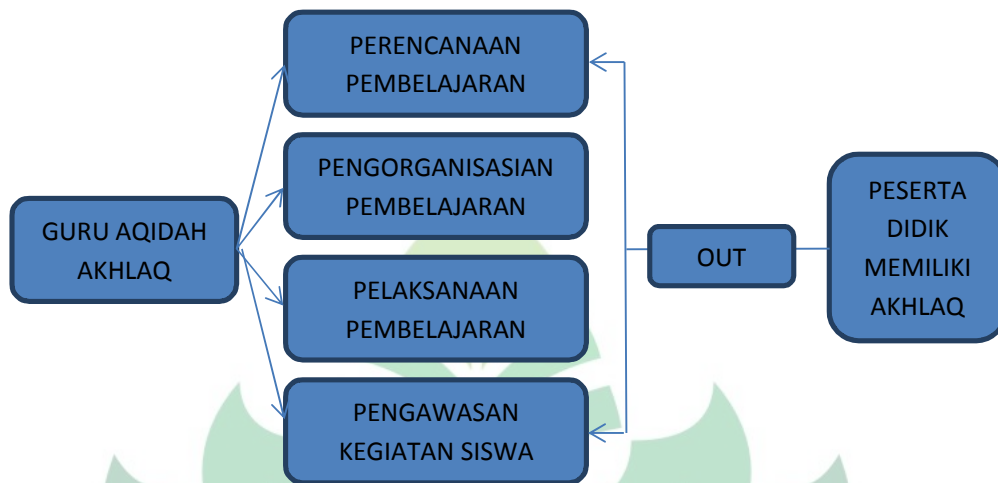 PERENCANAAN
PEMBELAJARAN
PENGORGANISASIAN
PEMBELAJARAN
GURU AQIDAH
AKHLAQ
PELAKSANAAN
PEMBELAJARAN
PENGAWASAN
KEGIATAN SISWA
OUT
PESERTA
DIDIK
MEMILIKI
AKHLAQ